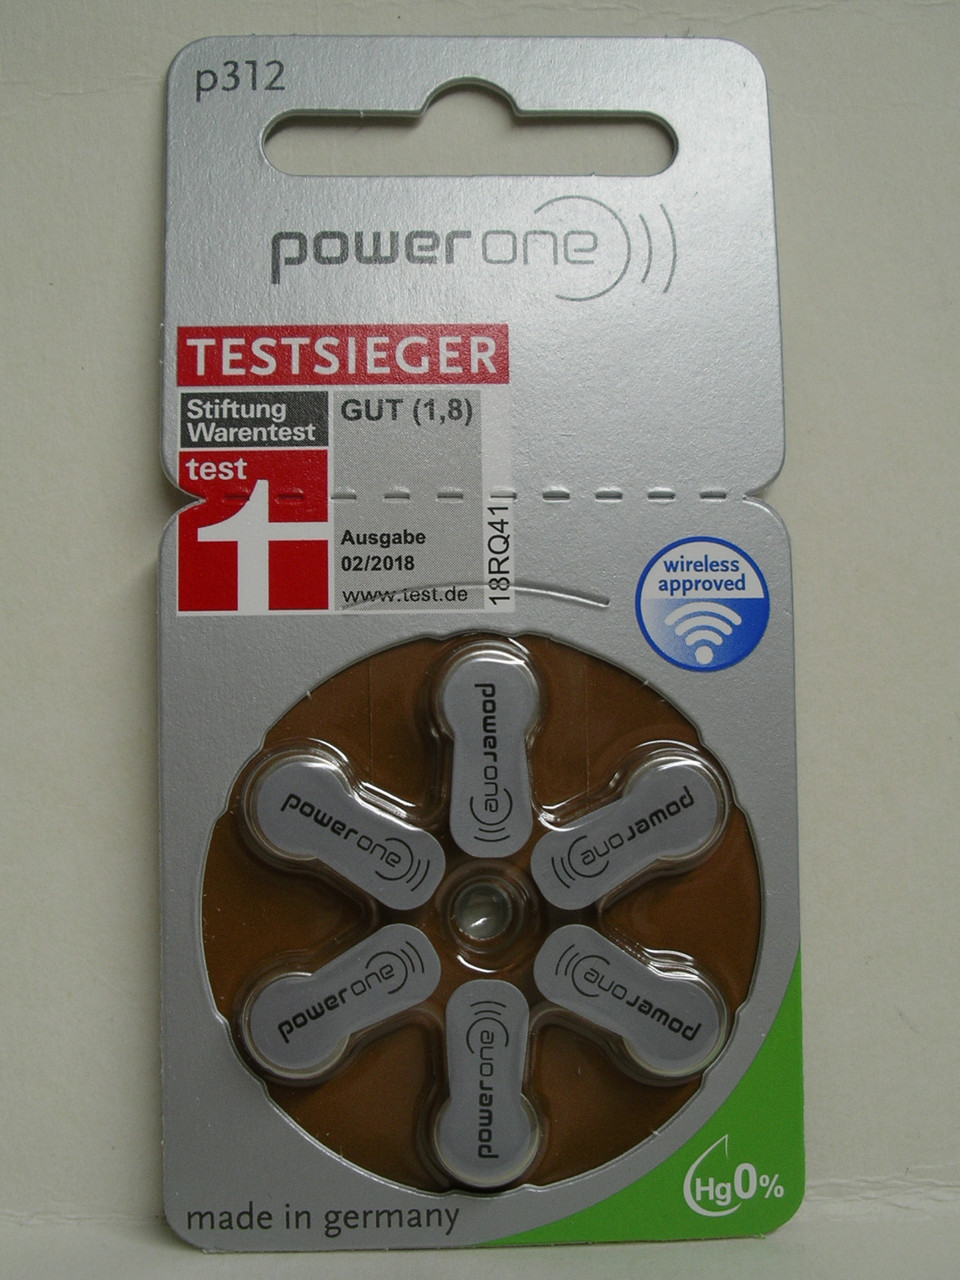 p312
power one
TESTSIEGER
Stiftung
Warentest
GUT (1,8)
test
1
Ausgabe
02/2018
www.test.de
18RQ41
wireless
approved
power one
power one
power one
power one
power one
power one
Hg0%
made in germany